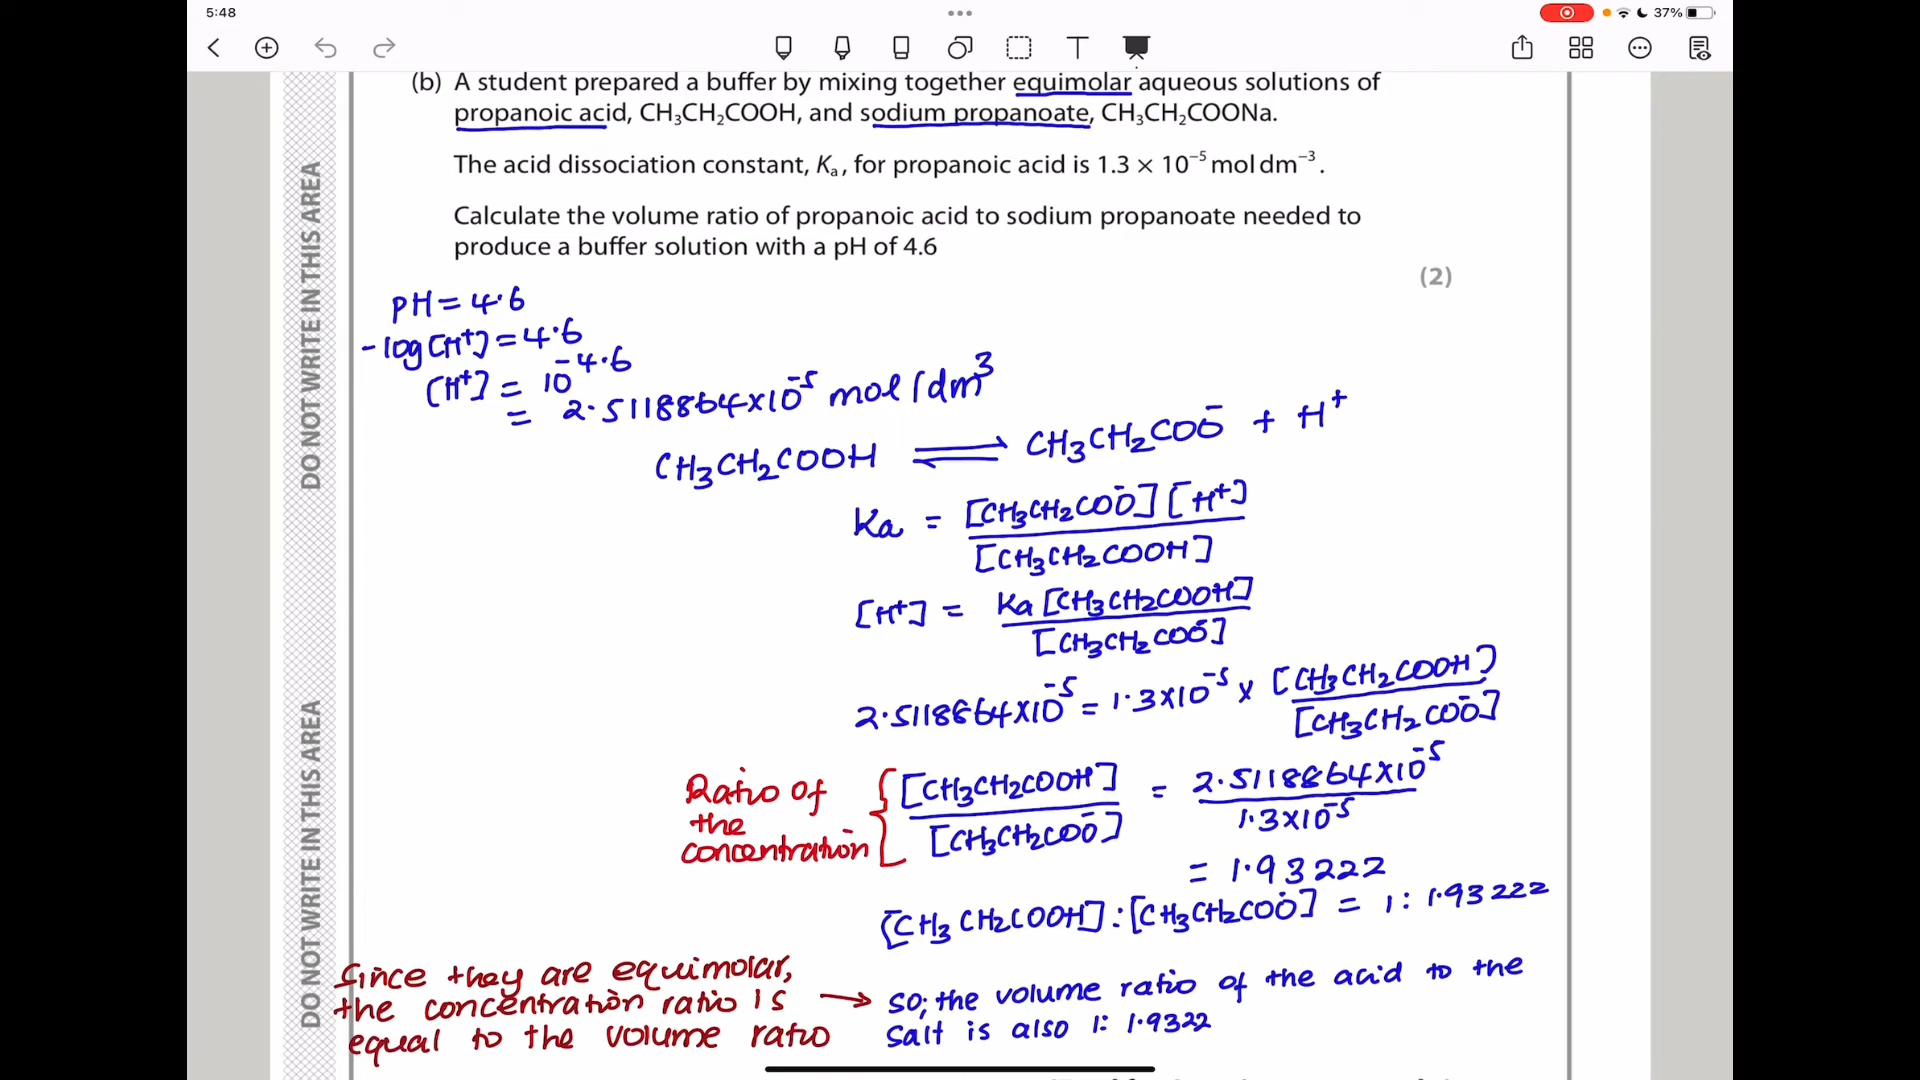 5:48
37%
(b) A student prepared a buffer by mixing together equimolar aqueous solutions of
propanoic acid, CH₃CH₂COOH, and sodium propanoate, CH₃CH₂COONa.
The acid dissociation constant, Kₐ, for propanoic acid is 1.3 × 10⁻⁵ mol dm⁻³.
Calculate the volume ratio of propanoic acid to sodium propanoate needed to
produce a buffer solution with a pH of 4.6
(2)
DO NOT WRITE IN THIS AREA
DO NOT WRITE IN THIS AREA
PH = 4.6
-log[H⁺] = 4.6
[H⁺] = 10⁻⁴·⁶
= 2.5118864×10⁻⁵ mol/dm³
CH₃CH₂COOH ⇌ CH₃CH₂COO⁻ + H⁺
Ka = [CH₃CH₂COO⁻][H⁺] / [CH₃CH₂COOH]
[H⁺] = Ka[CH₃CH₂COOH] / [CH₃CH₂COO⁻]
2.5118864×10⁻⁵ = 1.3×10⁻⁵ × [CH₃CH₂COOH] / [CH₃CH₂COO⁻]
Ratio of
the
concentration
[CH₃CH₂COOH] / [CH₃CH₂COO⁻] = 2.5118864×10⁻⁵ / 1.3×10⁻⁵
= 1.93222
[CH₃CH₂COOH]:[CH₃CH₂COO⁻] = 1: 1.93222
Since they are equimolar,
the concentration ratio is
equal to the volume ratio
→ so; the volume ratio of the acid to the
salt is also 1: 1.9322